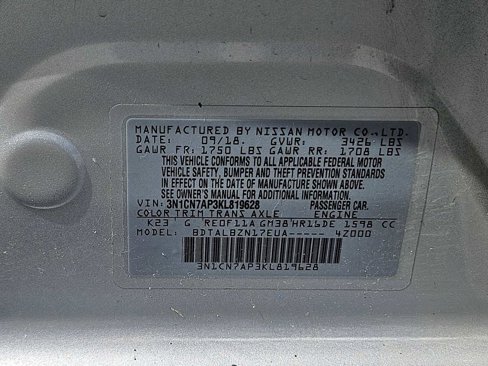 MANUFACTURED BY NISSAN MOTOR CO.,LTD.
DATE: 09/18. GVWR: 3426 LBS
GAWR FR: 1750 LBS GAWR RR: 1708 LBS
THIS VEHICLE CONFORMS TO ALL APPLICABLE FEDERAL MOTOR
VEHICLE SAFETY, BUMPER AND THEFT PREVENTION STANDARDS
IN EFFECT ON THE DATE OF MANUFACTURE SHOWN ABOVE.
SEE OWNER'S MANUAL FOR ADDITIONAL INFORMATION.
VIN: 3N1CN7AP3KL819628 PASSENGER CAR.
COLOR TRIM TRANS AXLE ENGINE
K23 G RE0F11A GM38 HR16DE 1598 CC
MODEL: BDTALBZN17EUA----- 4Z000
3N1CN7AP3KL819628